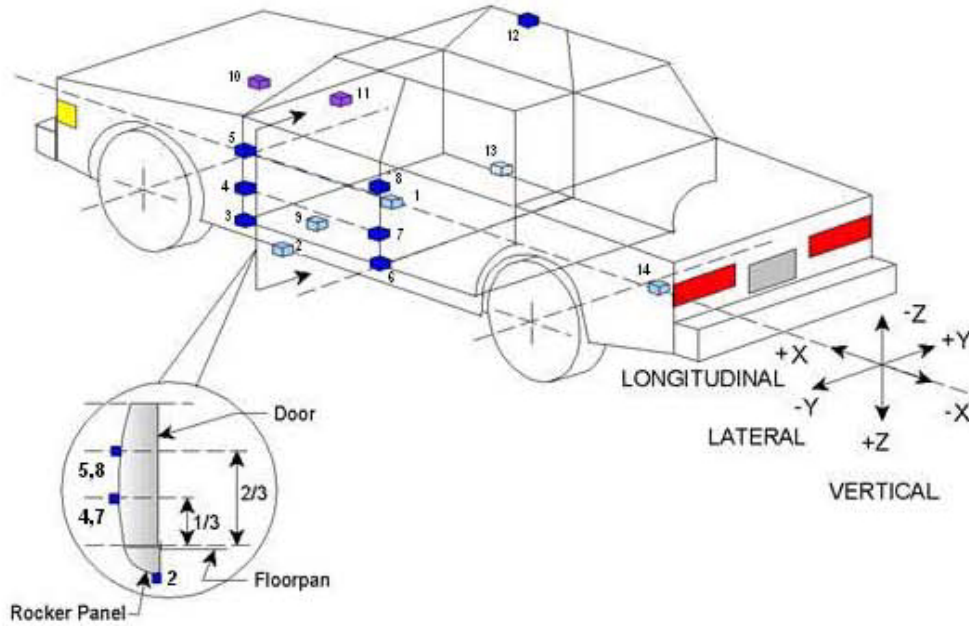 12
10
11
5
13
8
4
1
3
9
7
2
6
14
-Z
+Y
+X
LONGITUDINAL
-Y
-X
LATERAL
+Z
VERTICAL
Door
5,8
2/3
4,7
1/3
2
Floorpan
Rocker Panel